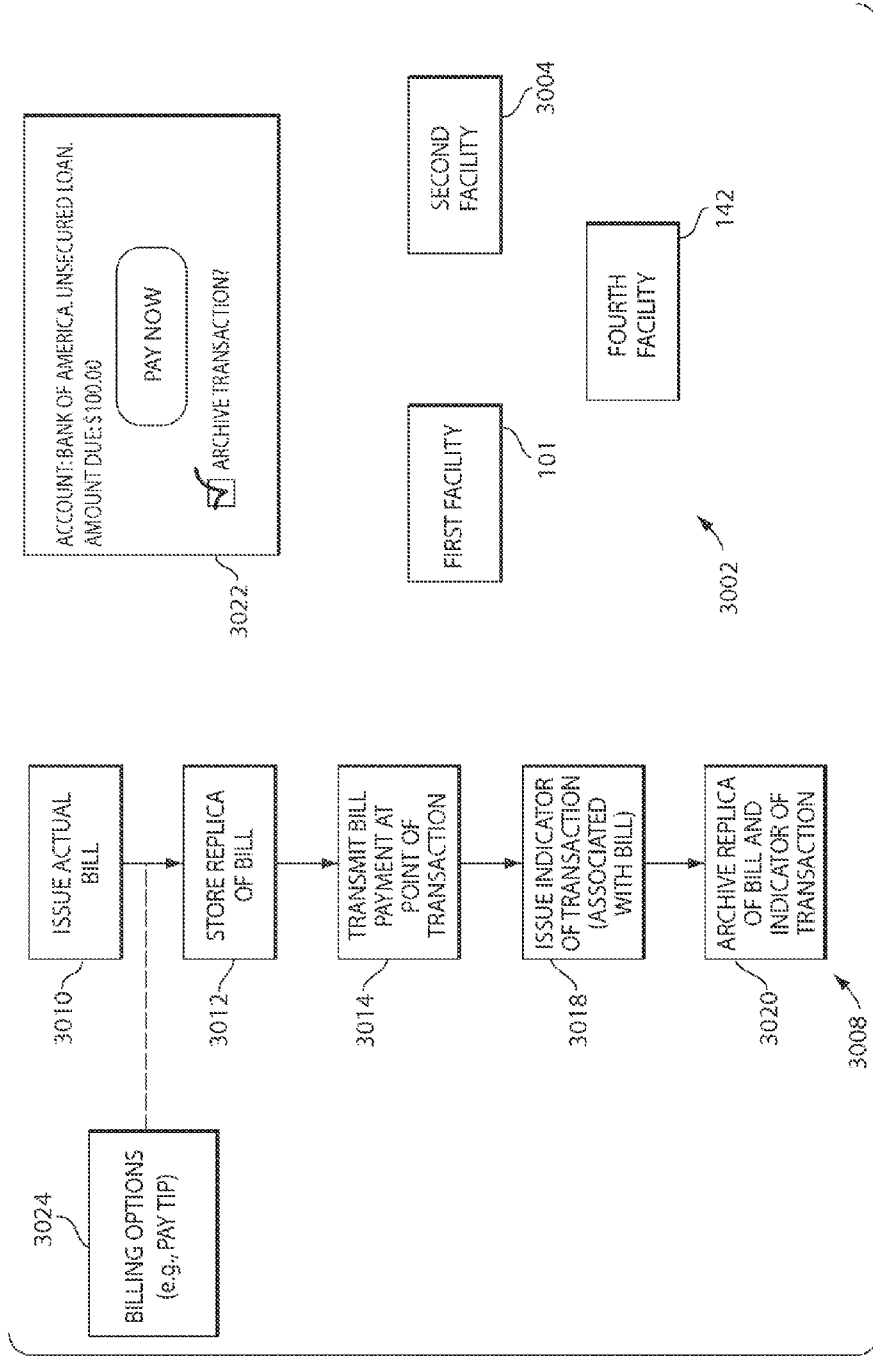 3024
BILLING OPTIONS
(e.g., PAY TIP)
3010
ISSUE ACTUAL
BILL
3012
STORE REPLICA
OF BILL
3014
TRANSMIT BILL
PAYMENT AT
POINT OF
TRANSACTION
3018
ISSUE INDICATOR
OF TRANSACTION
(ASSOCIATED
WITH BILL)
3020
ARCHIVE REPLICA
OF BILL AND
INDICATOR OF
TRANSACTION
3008
ACCOUNT: BANK OF AMERICA. UNSECURED LOAN.
AMOUNT DUE: $100.00
PAY NOW
ARCHIVE TRANSACTION?
3022
FIRST FACILITY
101
SECOND
FACILITY
3004
FOURTH
FACILITY
142
3002